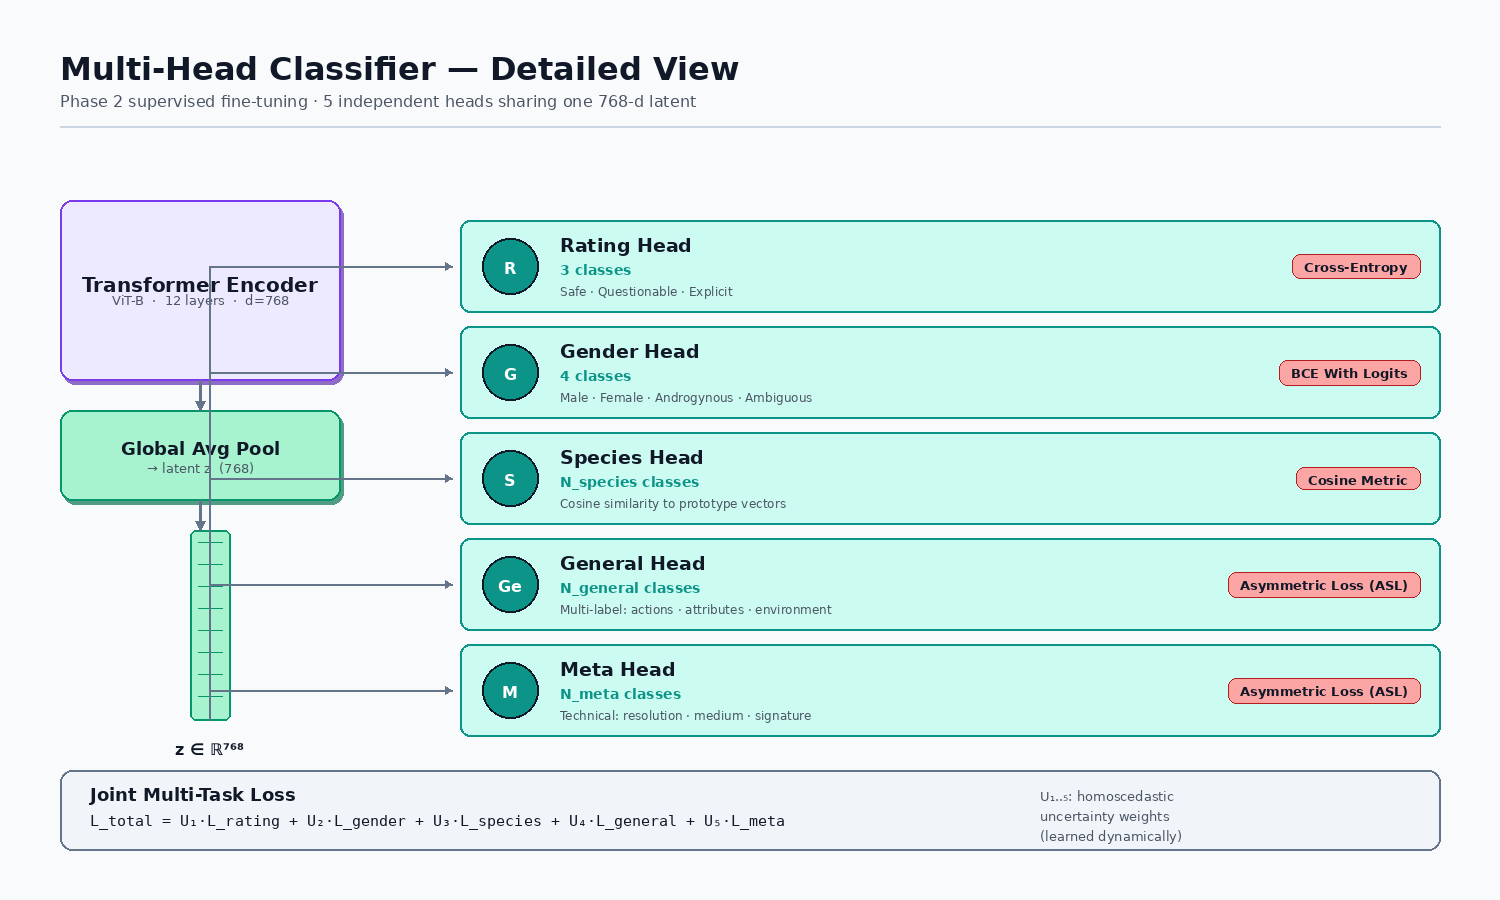 Multi-Head Classifier — Detailed View
Phase 2 supervised fine-tuning · 5 independent heads sharing one 768-d latent
Transformer Encoder
ViT-B · 12 layers · d=768
Global Avg Pool
→ latent z (768)
z ∈ ℝ⁷⁶⁸
R
Rating Head
3 classes
Safe · Questionable · Explicit
Cross-Entropy
G
Gender Head
4 classes
Male · Female · Androgynous · Ambiguous
BCE With Logits
S
Species Head
N_species classes
Cosine similarity to prototype vectors
Cosine Metric
Ge
General Head
N_general classes
Multi-label: actions · attributes · environment
Asymmetric Loss (ASL)
M
Meta Head
N_meta classes
Technical: resolution · medium · signature
Asymmetric Loss (ASL)
Joint Multi-Task Loss
L_total = U₁·L_rating + U₂·L_gender + U₃·L_species + U₄·L_general + U₅·L_meta
U₁..₅: homoscedastic
uncertainty weights
(learned dynamically)